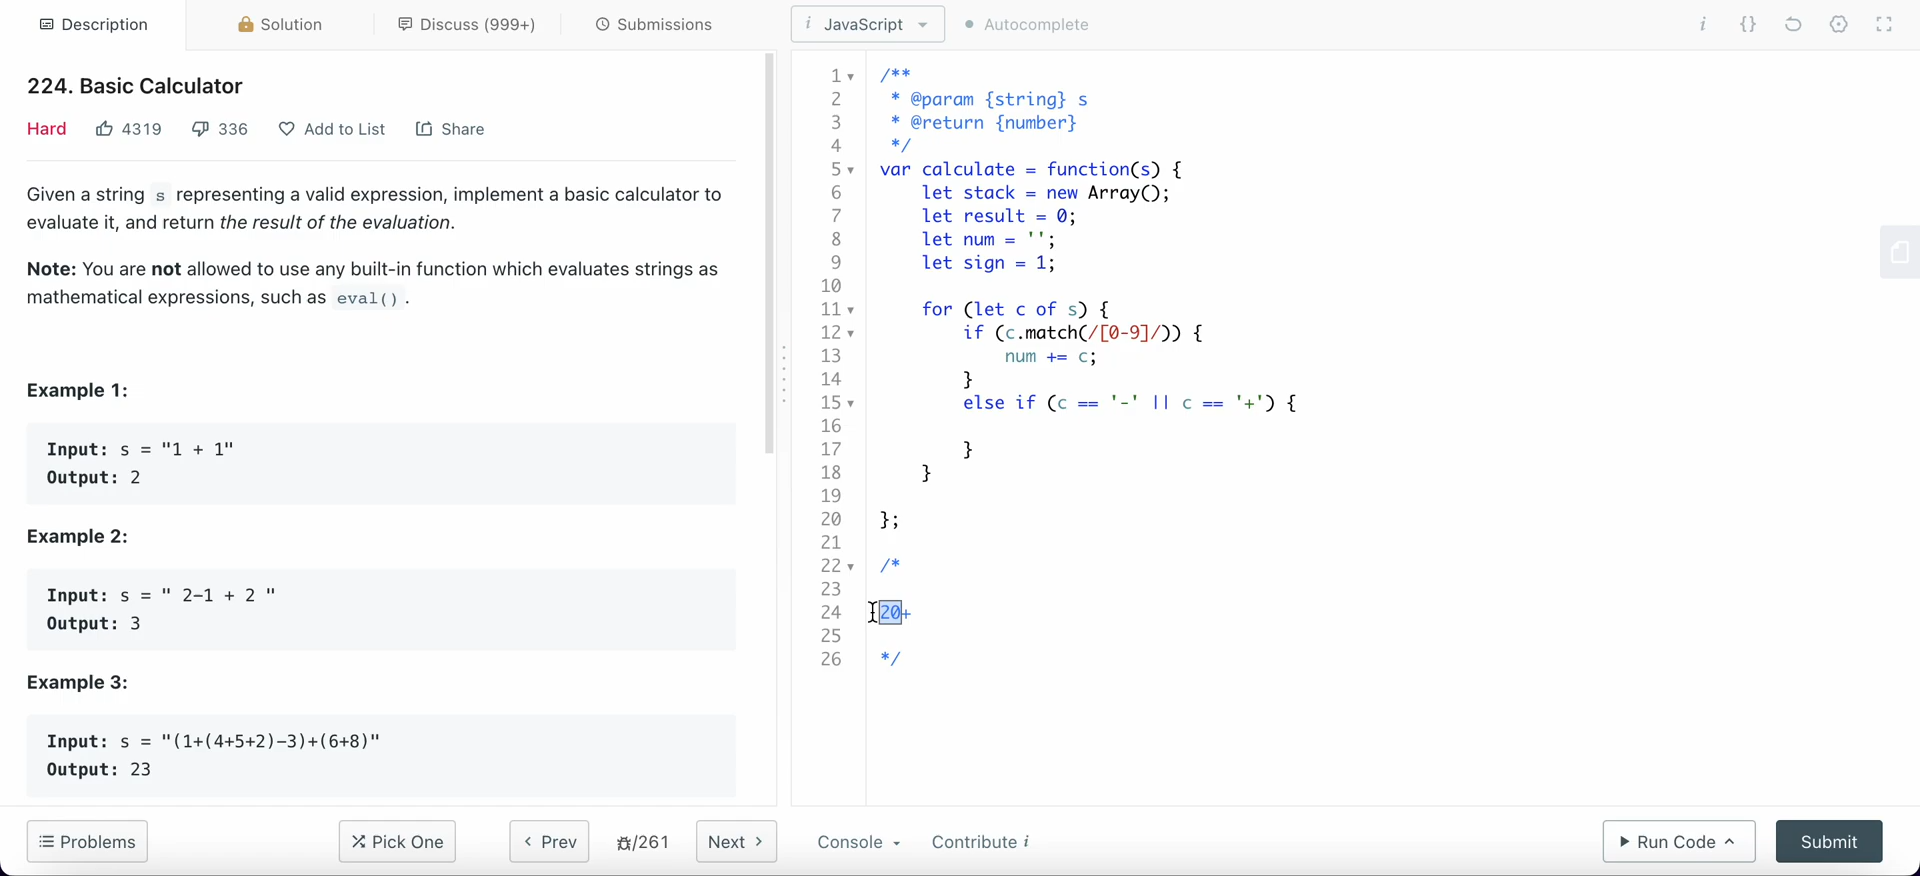 Description
Solution
Discuss (999+)
Submissions
i JavaScript
Autocomplete
i {}
224. Basic Calculator
Hard 4319 336 Add to List Share
Given a string s representing a valid expression, implement a basic calculator to
evaluate it, and return the result of the evaluation.
Note: You are not allowed to use any built-in function which evaluates strings as
mathematical expressions, such as eval() .
Example 1:
Input: s = "1 + 1"
Output: 2
Example 2:
Input: s = " 2-1 + 2 "
Output: 3
Example 3:
Input: s = "(1+(4+5+2)-3)+(6+8)"
Output: 23
1 /**
2 * @param {string} s
3 * @return {number}
4 */
5 var calculate = function(s) {
6 let stack = new Array();
7 let result = 0;
8 let num = '';
9 let sign = 1;
10
11 for (let c of s) {
12 if (c.match(/[0-9]/)) {
13 num += c;
14 }
15 else if (c == '-' || c == '+') {
16
17 }
18 }
19
20 };
21
22 /*
23
24 20+
25
26 */
Problems
Pick One
Prev
/261
Next
Console
Contribute i
Run Code
Submit